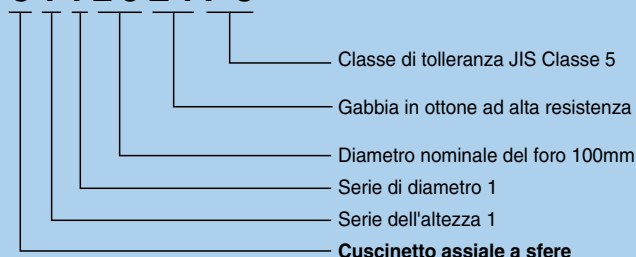 Classe di tolleranza JIS Classe 5
Gabbia in ottone ad alta resistenza
Diametro nominale del foro 100mm
Serie di diametro 1
Serie dell'altezza 1
Cuscinetto assiale a sfere